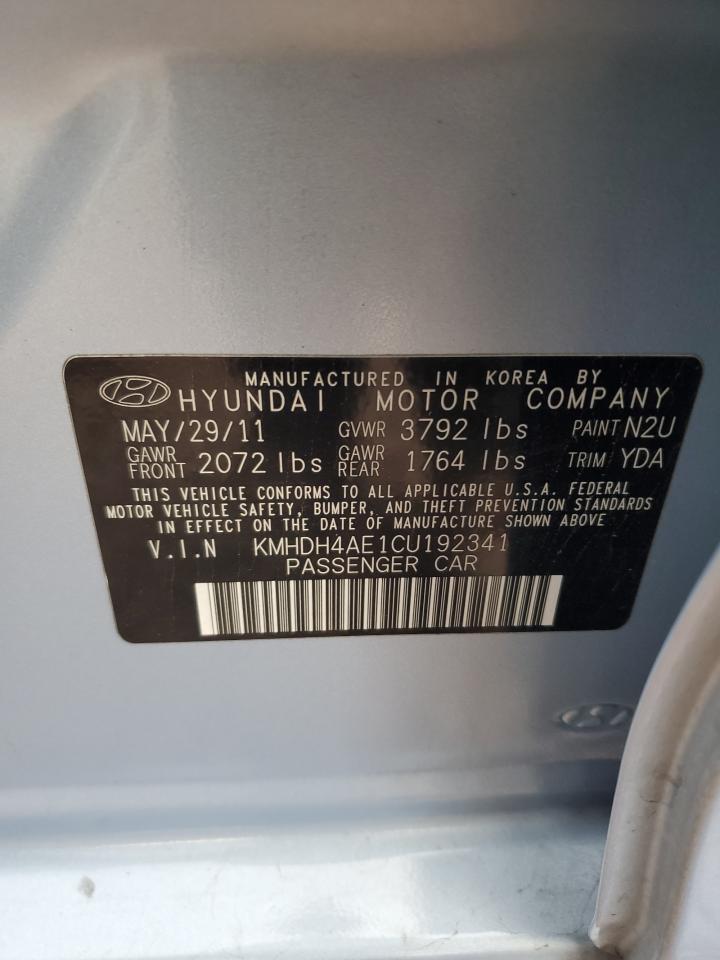 MANUFACTURED IN KOREA BY
HYUNDAI MOTOR COMPANY
MAY/29/11 GVWR 3792 lbs PAINT N2U
GAWR FRONT 2072 lbs GAWR REAR 1764 lbs TRIM YDA
THIS VEHICLE CONFORMS TO ALL APPLICABLE U.S.A. FEDERAL
MOTOR VEHICLE SAFETY, BUMPER, AND THEFT PREVENTION STANDARDS
IN EFFECT ON THE DATE OF MANUFACTURE SHOWN ABOVE
V.I.N KMHDH4AE1CU192341
PASSENGER CAR